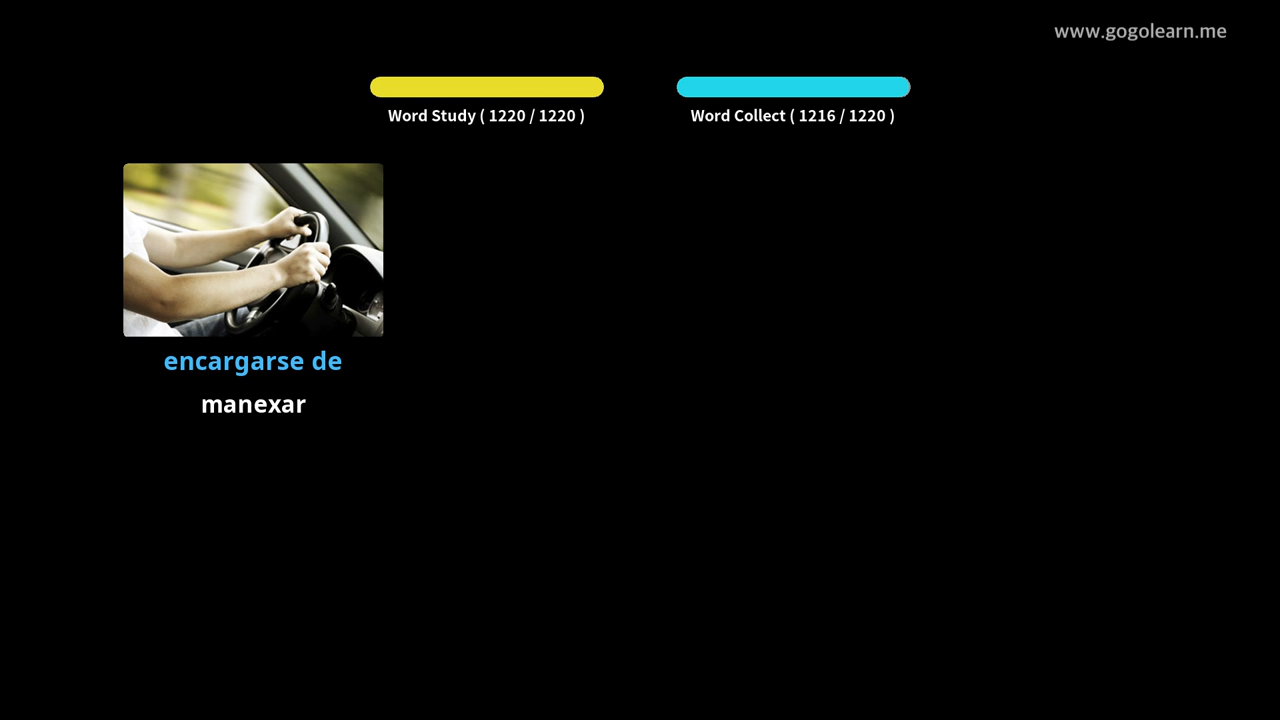 www.gogolearn.me
Word Study ( 1220 / 1220 )
Word Collect ( 1216 / 1220 )
encargarse de
manexar